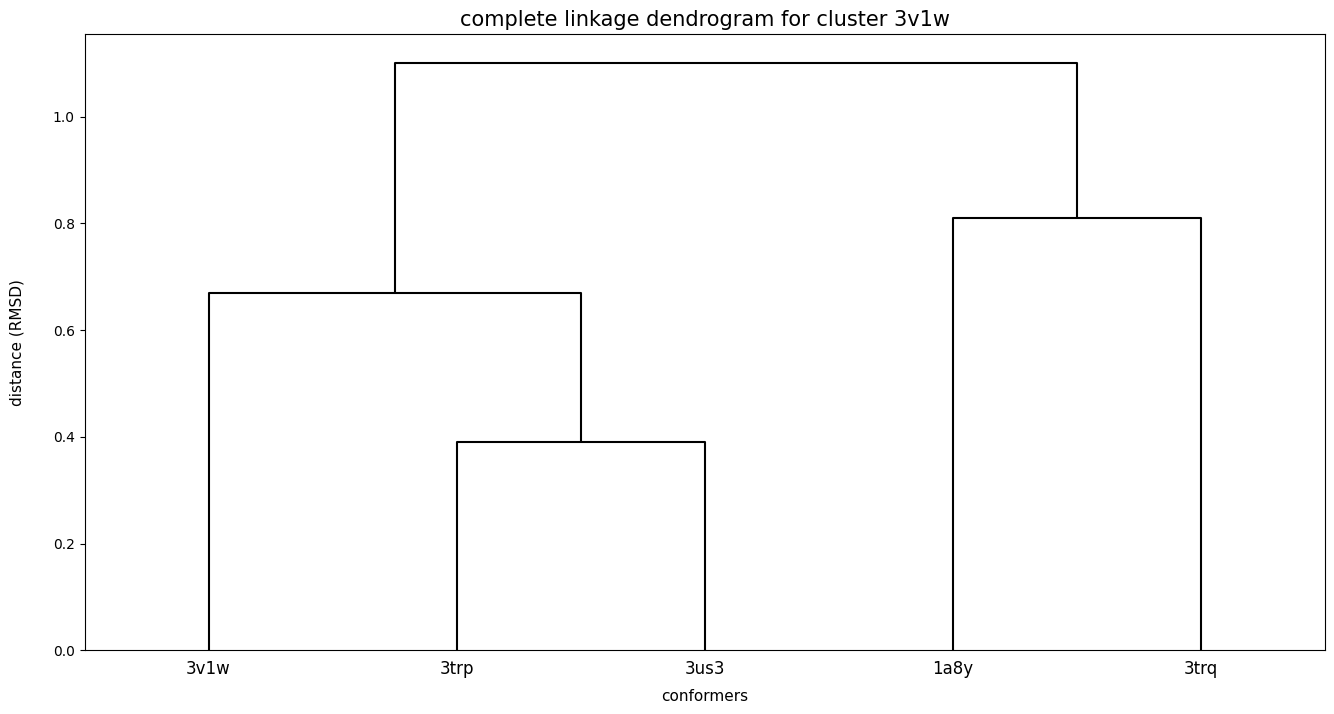 complete linkage dendrogram for cluster 3v1w
1.0
0.8
0.6
0.4
0.2
0.0
distance (RMSD)
3v1w 3trp 3us3 1a8y 3trq
conformers